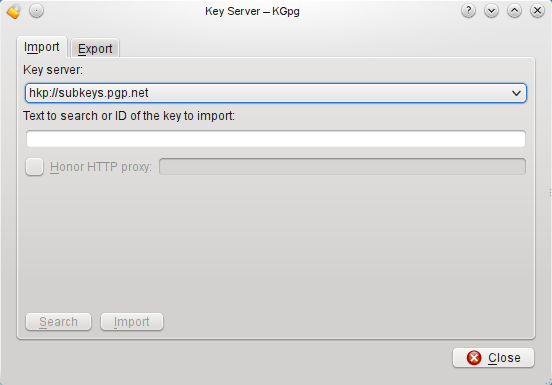 Key Server – KGpg
Import Export
Key server:
hkp://subkeys.pgp.net
Text to search or ID of the key to import:
Honor HTTP proxy:
Search Import
Close